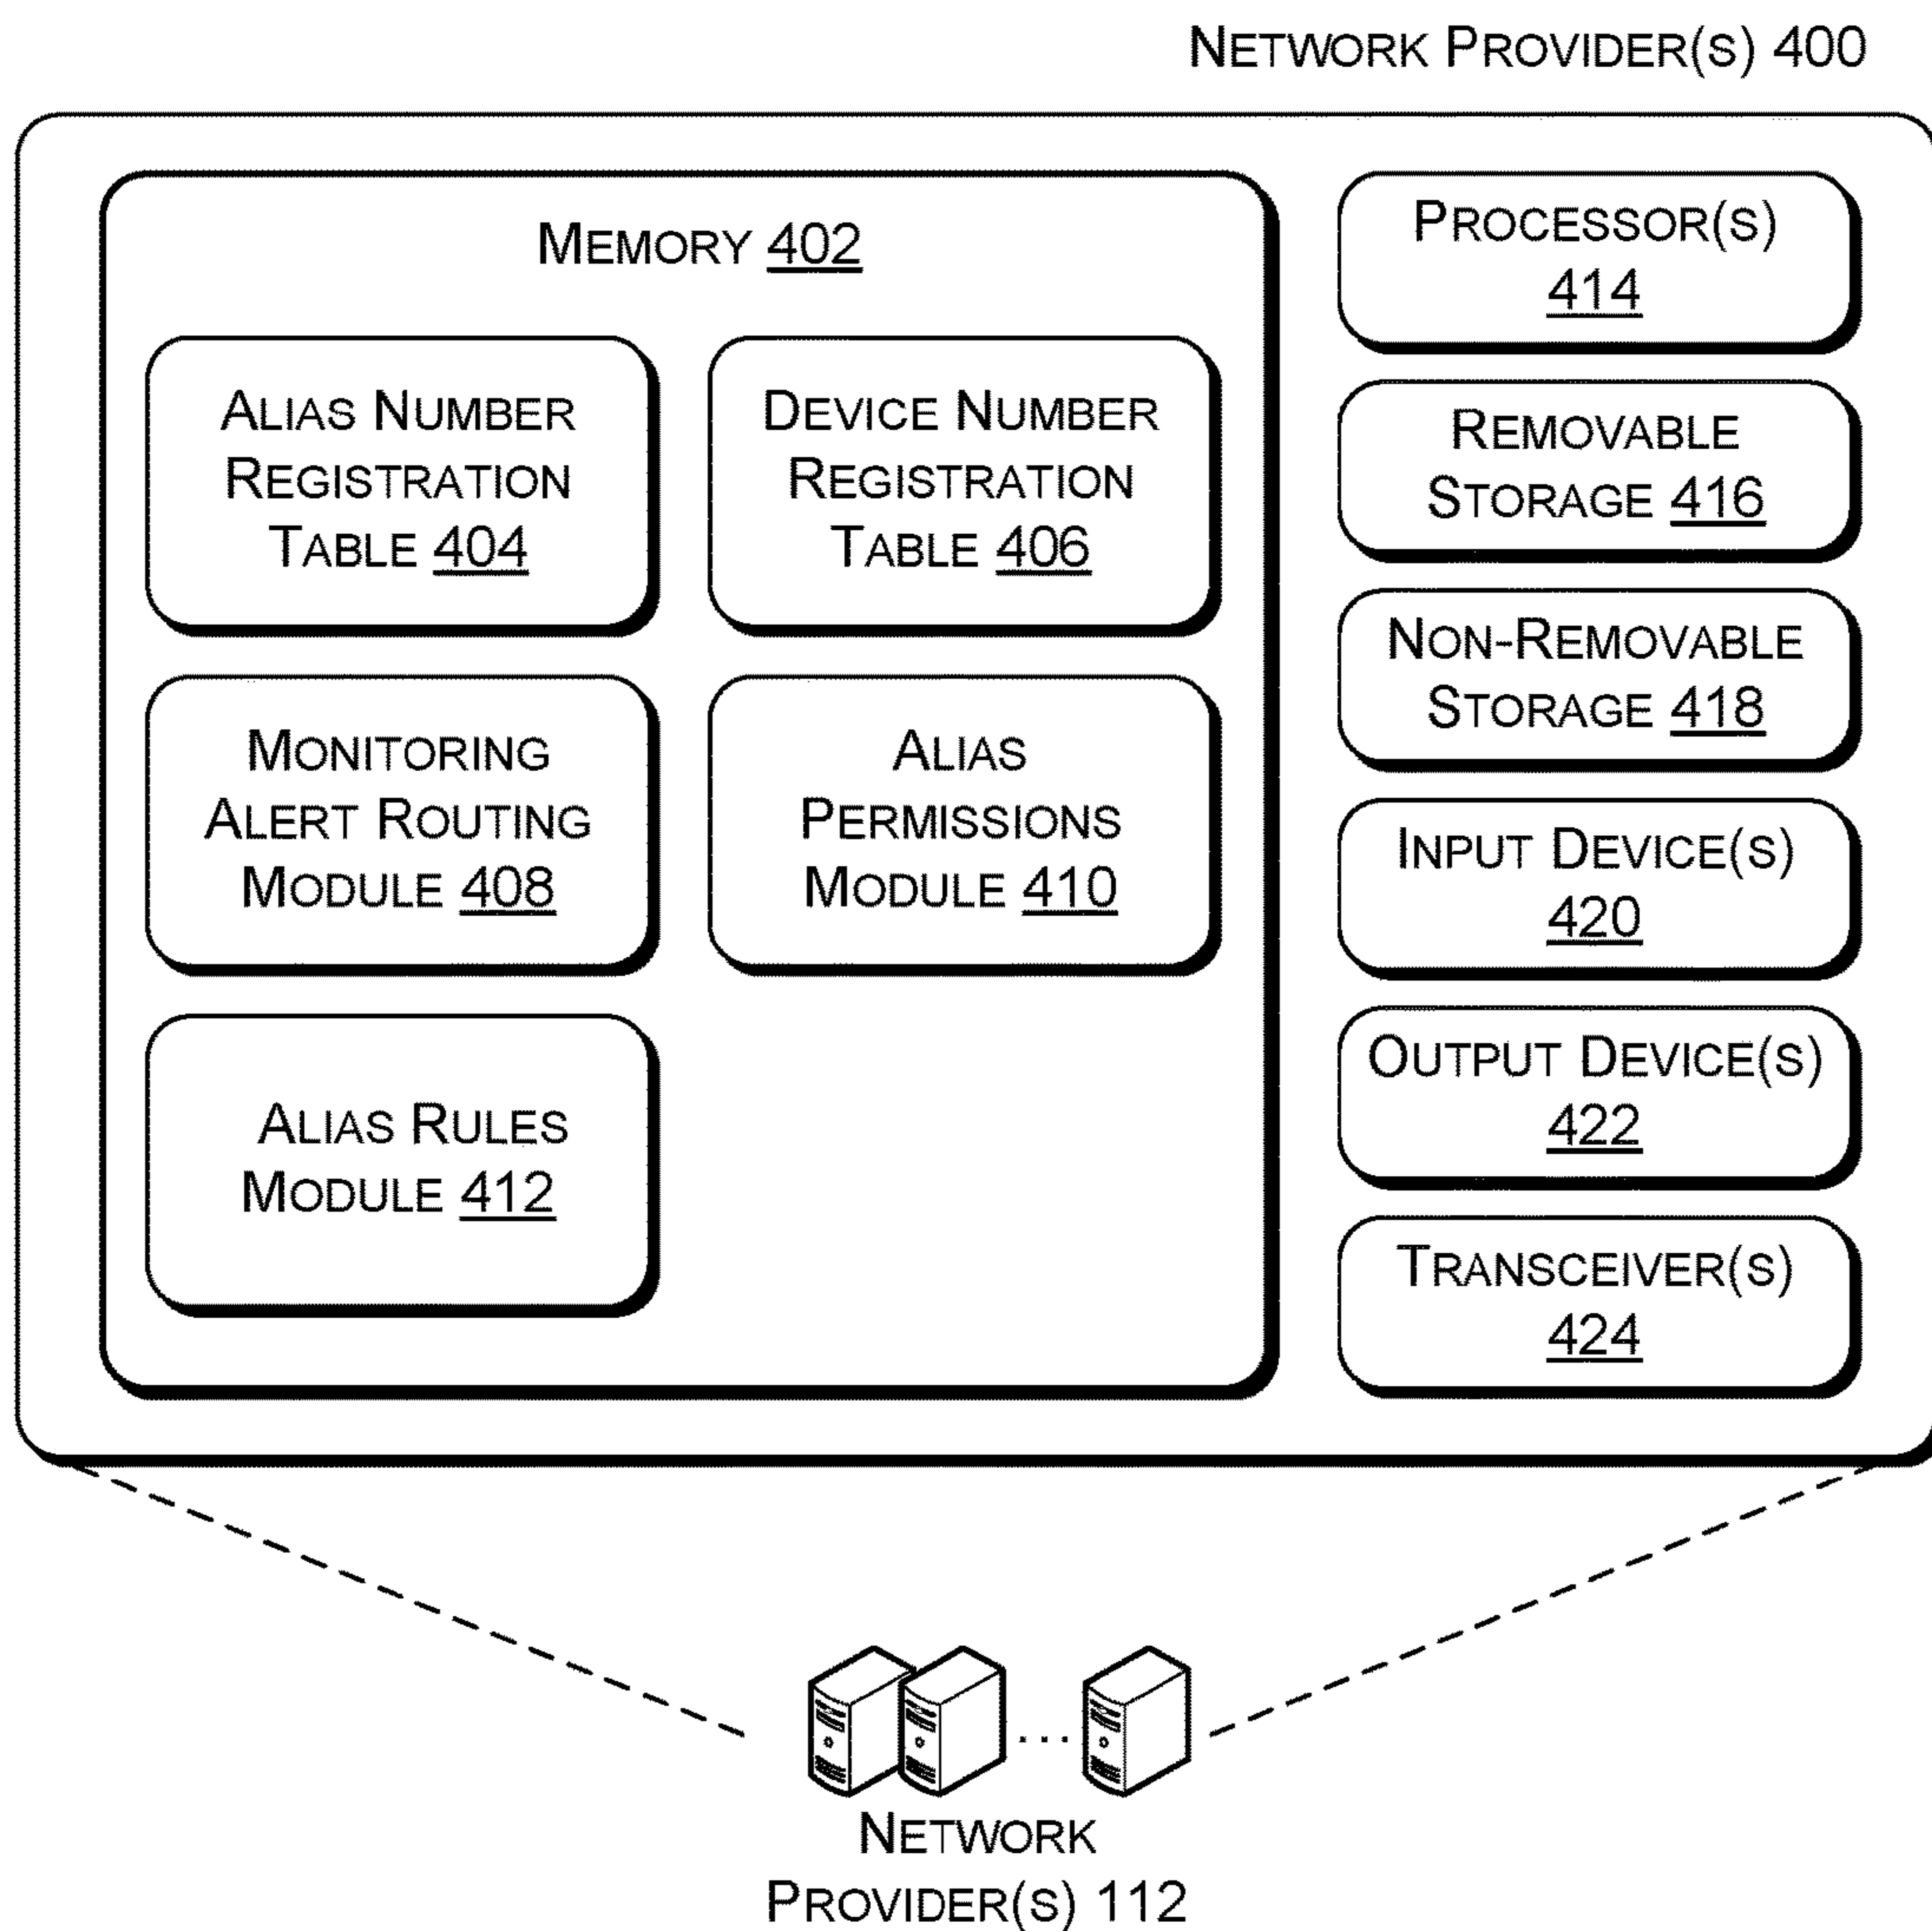 NETWORK PROVIDER(S) 400
MEMORY 402
ALIAS NUMBER
REGISTRATION
TABLE 404
DEVICE NUMBER
REGISTRATION
TABLE 406
MONITORING
ALERT ROUTING
MODULE 408
ALIAS
PERMISSIONS
MODULE 410
ALIAS RULES
MODULE 412
PROCESSOR(S)
414
REMOVABLE
STORAGE 416
NON-REMOVABLE
STORAGE 418
INPUT DEVICE(S)
420
OUTPUT DEVICE(S)
422
TRANSCEIVER(S)
424
...
NETWORK
PROVIDER(S) 112